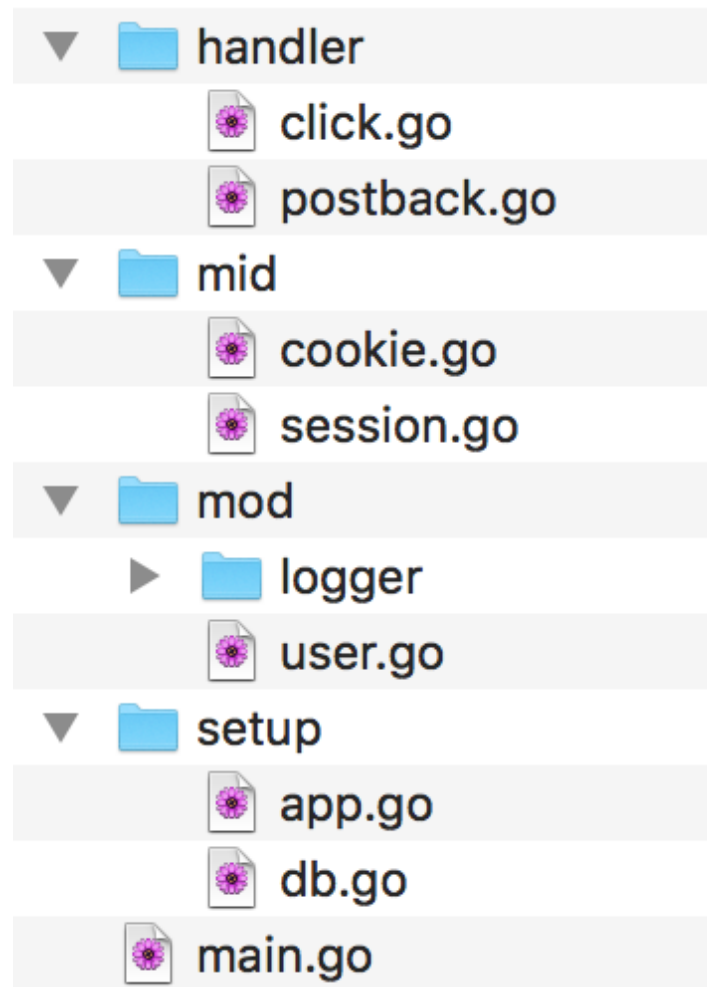 handler
click.go
postback.go
mid
cookie.go
session.go
mod
logger
user.go
setup
app.go
db.go
main.go